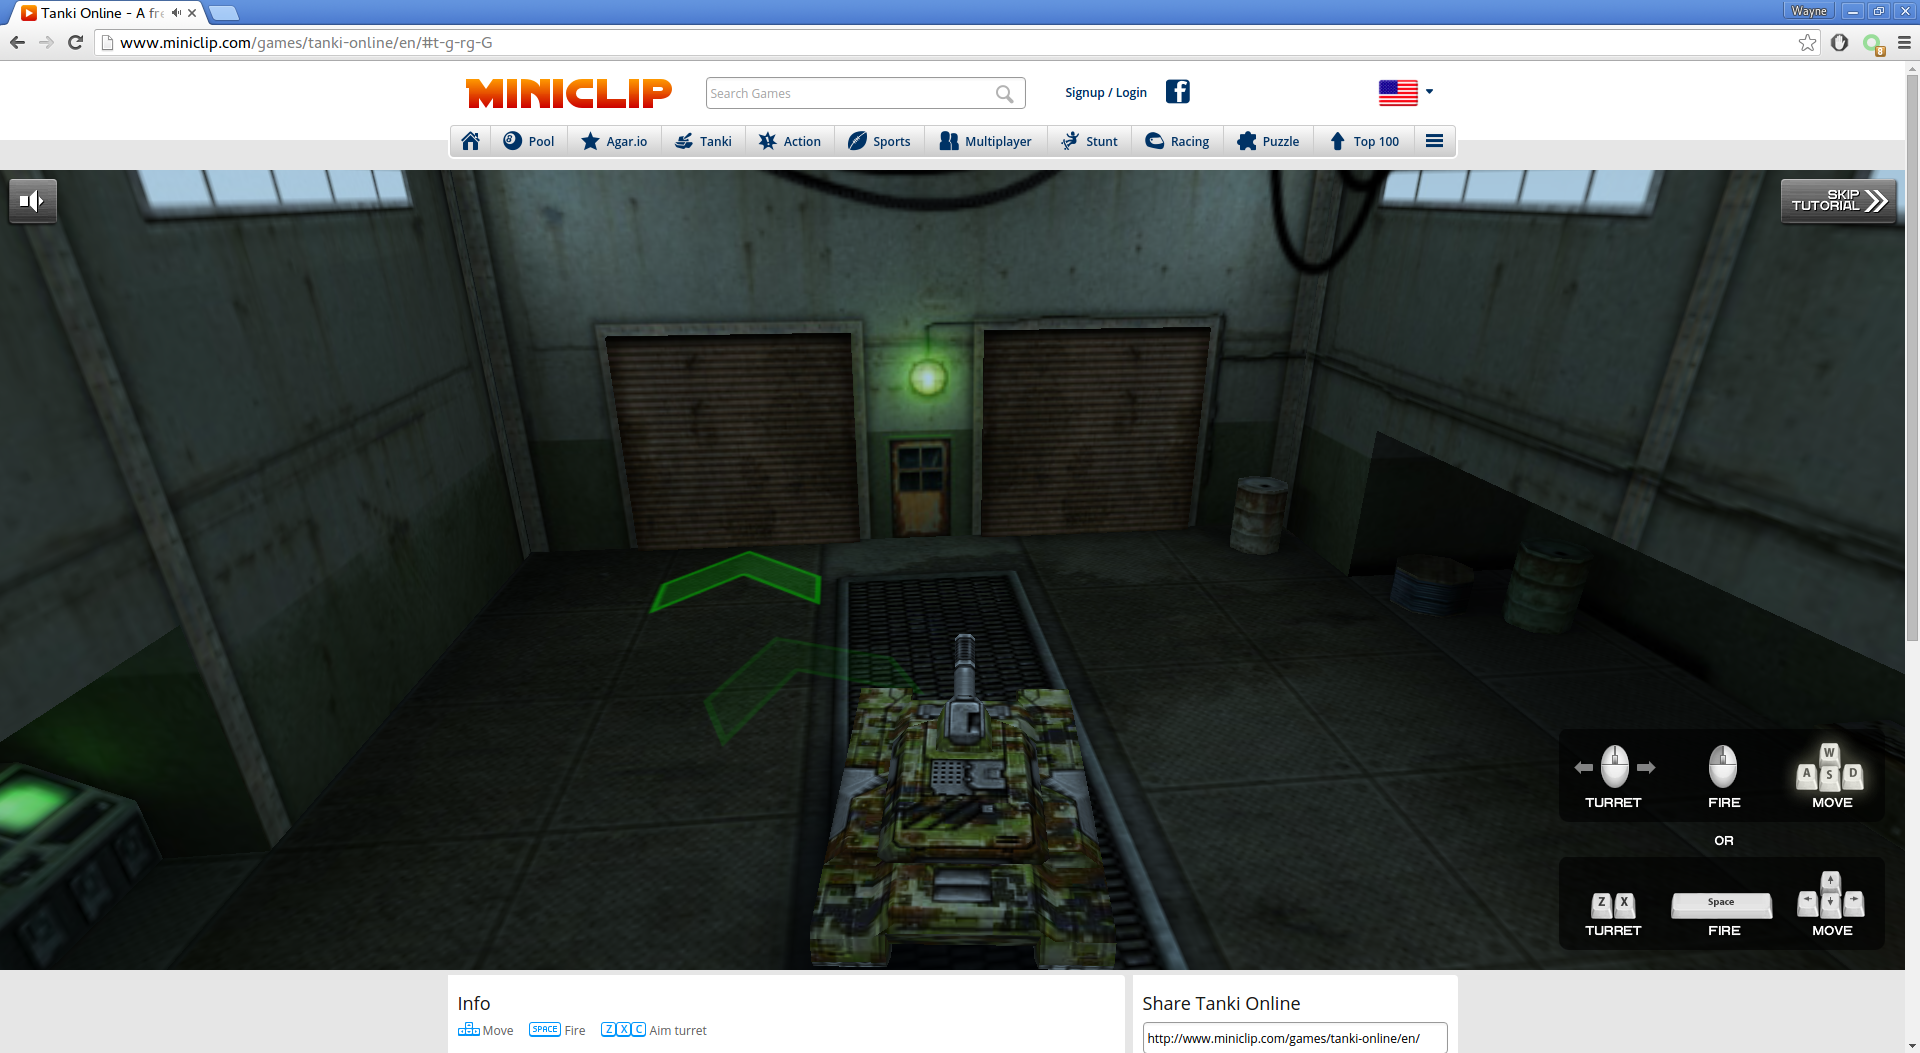 Tanki Online - A fre
Wayne
www.miniclip.com/games/tanki-online/en/#t-g-rg-G
8
MINICLIP
Search Games
Signup / Login
Pool
Agar.io
Tanki
Action
Sports
Multiplayer
Stunt
Racing
Puzzle
Top 100
SKIP
TUTORIAL
W
A S D
TURRET FIRE MOVE
OR
Z X Space
TURRET FIRE MOVE
Info
Move SPACE Fire Z X C Aim turret
Share Tanki Online
http://www.miniclip.com/games/tanki-online/en/